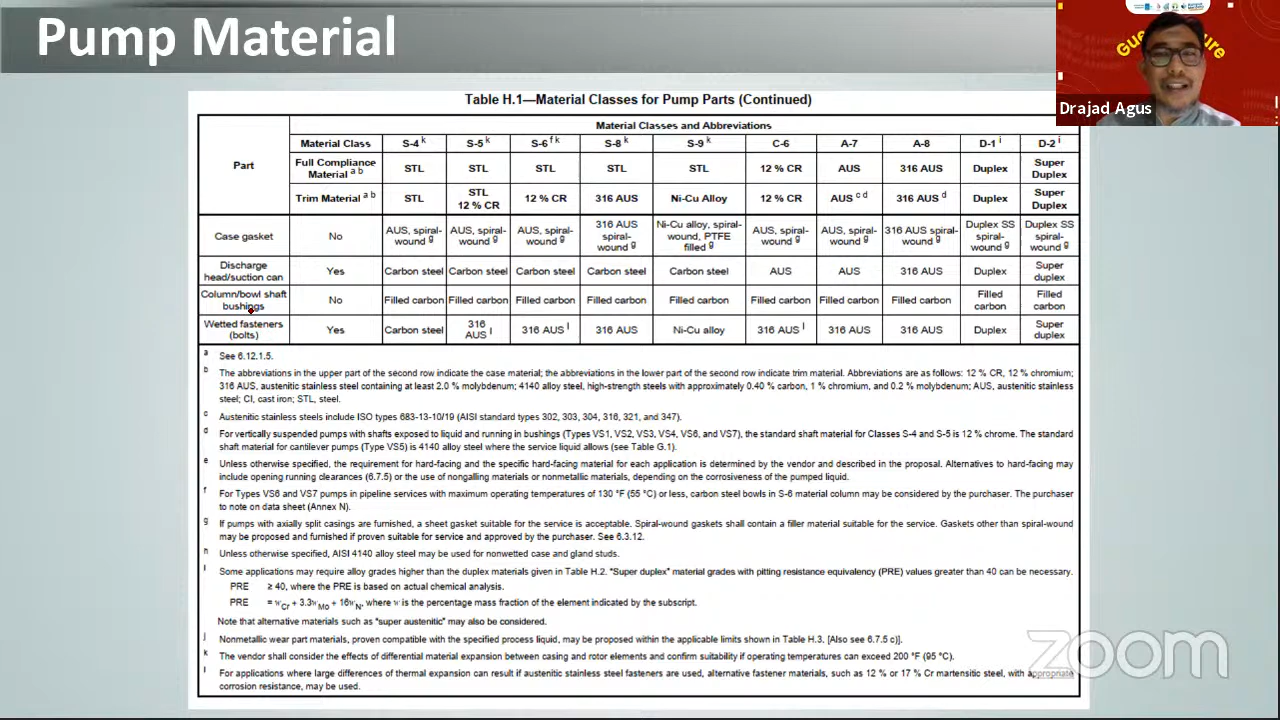 Pump Material
Gue
ure
Drajad Agus
Table H.1—Material Classes for Pump Parts (Continued)
Part
Material Classes and Abbreviations
Material Class S-4 k S-5 k S-6 f k S-8 k S-9 k C-6 A-7 A-8 D-1 i D-2 i
Full Compliance Material a b STL STL STL STL STL 12 % CR AUS 316 AUS Duplex Super Duplex
Trim Material a b STL STL 12 % CR 12 % CR 316 AUS Ni-Cu Alloy 12 % CR AUS c d 316 AUS d Duplex Super Duplex
Case gasket No AUS, spiral-wound g AUS, spiral-wound g AUS, spiral-wound g 316 AUS spiral-wound g Ni-Cu alloy, spiral-wound, PTFE filled g AUS, spiral-wound g AUS, spiral-wound g 316 AUS spiral-wound g Duplex SS spiral-wound g Duplex SS spiral-wound g
Discharge head/suction can Yes Carbon steel Carbon steel Carbon steel Carbon steel Carbon steel AUS AUS 316 AUS Duplex Super duplex
Column/bowl shaft bushings No Filled carbon Filled carbon Filled carbon Filled carbon Filled carbon Filled carbon Filled carbon Filled carbon Filled carbon Filled carbon
Wetted fasteners (bolts) Yes Carbon steel 316 AUS l 316 AUS l 316 AUS Ni-Cu alloy 316 AUS l 316 AUS 316 AUS Duplex Super duplex
a See 6.12.1.5.
b The abbreviations in the upper part of the second row indicate the case material; the abbreviations in the lower part of the second row indicate trim material. Abbreviations are as follows: 12 % CR, 12 % chromium;
316 AUS, austenitic stainless steel containing at least 2.0 % molybdenum; 4140 alloy steel, high-strength steels with approximately 0.40 % carbon, 1 % chromium, and 0.2 % molybdenum; AUS, austenitic stainless
steel; CI, cast iron; STL, steel.
c Austenitic stainless steels include ISO types 683-13-10/19 (AISI standard types 302, 303, 304, 316, 321, and 347).
d For vertically suspended pumps with shafts exposed to liquid and running in bushings (Types VS1, VS2, VS3, VS4, VS6, and VS7), the standard shaft material for Classes S-4 and S-5 is 12 % chrome. The standard
shaft material for cantilever pumps (Type VS5) is 4140 alloy steel where the service liquid allows (see Table G.1).
e Unless otherwise specified, the requirement for hard-facing and the specific hard-facing material for each application is determined by the vendor and described in the proposal. Alternatives to hard-facing may
include opening running clearances (6.7.5) or the use of nongalling materials or nonmetallic materials, depending on the corrosiveness of the pumped liquid.
f For Types VS6 and VS7 pumps in pipeline services with maximum operating temperatures of 130 °F (55 °C) or less, carbon steel bowls in S-6 material column may be considered by the purchaser. The purchaser
to note on data sheet (Annex N).
g If pumps with axially split casings are furnished, a sheet gasket suitable for the service is acceptable. Spiral-wound gaskets shall contain a filler material suitable for the service. Gaskets other than spiral-wound
may be proposed and furnished if proven suitable for service and approved by the purchaser. See 6.3.12.
h Unless otherwise specified, AISI 4140 alloy steel may be used for nonwetted case and gland studs.
i Some applications may require alloy grades higher than the duplex materials given in Table H.2. "Super duplex" material grades with pitting resistance equivalency (PRE) values greater than 40 can be necessary.
PRE ≥ 40, where the PRE is based on actual chemical analysis.
PRE = wCr + 3.3wMo + 16wN, where w is the percentage mass fraction of the element indicated by the subscript.
Note that alternative materials such as "super austenitic" may also be considered.
j Nonmetallic wear part materials, proven compatible with the specified process liquid, may be proposed within the applicable limits shown in Table H.3. [Also see 6.7.5 c)].
k The vendor shall consider the effects of differential material expansion between casing and rotor elements and confirm suitability if operating temperatures can exceed 200 °F (95 °C).
l For applications where large differences of thermal expansion can result if austenitic stainless steel fasteners are used, alternative fastener materials, such as 12 % or 17 % Cr martensitic steel, with appropriate
corrosion resistance, may be used.
zoom